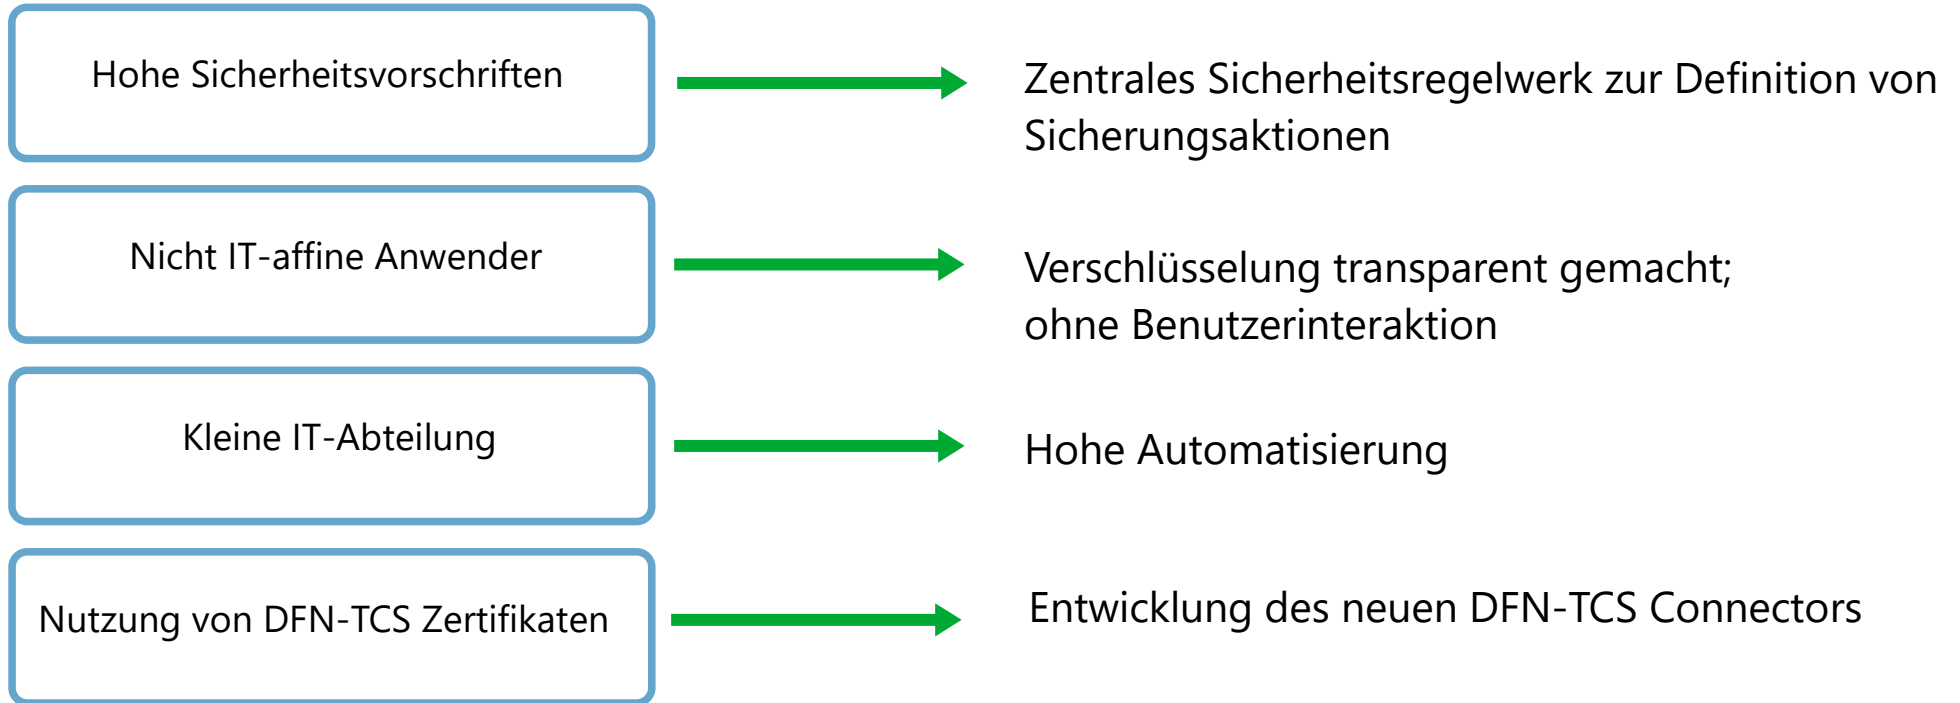 Hohe Sicherheitsvorschriften
Zentrales Sicherheitsregelwerk zur Definition von
Sicherungsaktionen
Nicht IT-affine Anwender
Verschlüsselung transparent gemacht;
ohne Benutzerinteraktion
Kleine IT-Abteilung
Hohe Automatisierung
Nutzung von DFN-TCS Zertifikaten
Entwicklung des neuen DFN-TCS Connectors